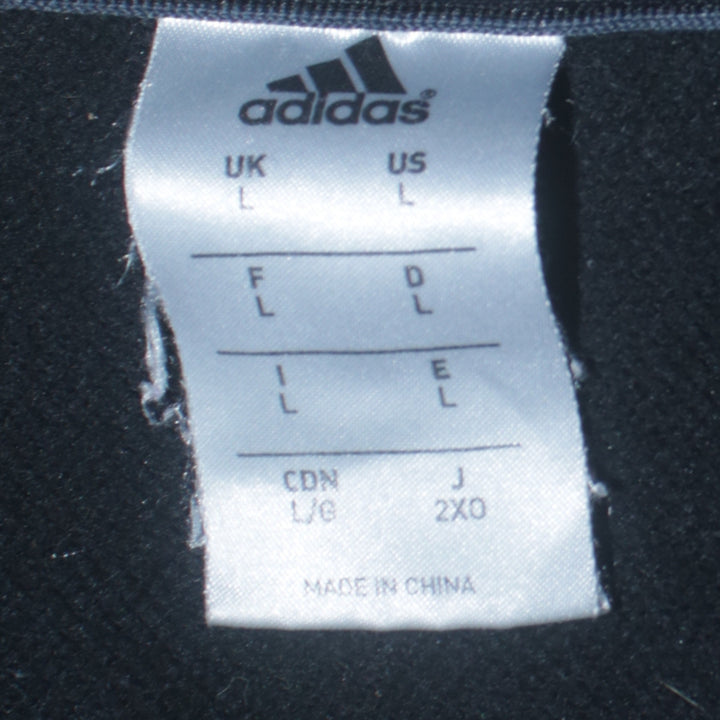 adidas®
UK US
L L
F D
L L
I E
L L
CDN J
L/G 2XO
MADE IN CHINA